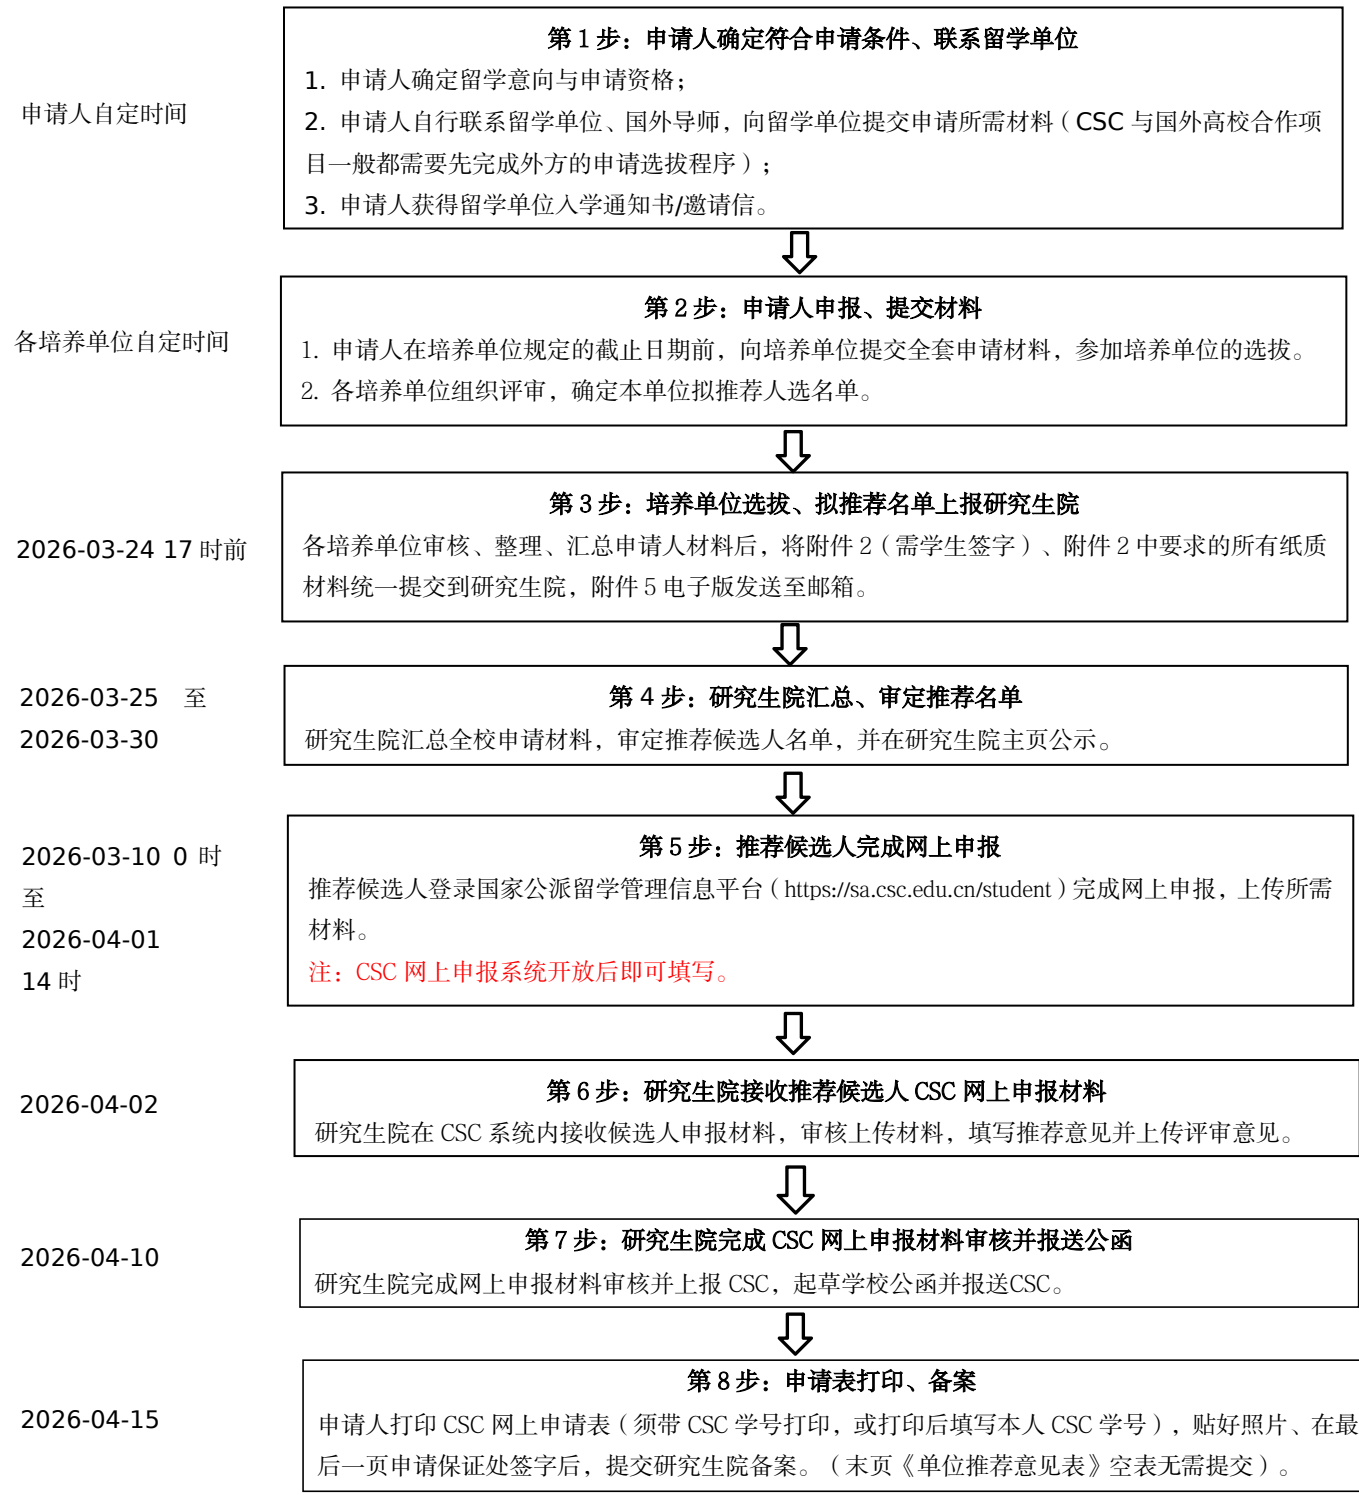 第1步：申请人确定符合申请条件、联系留学单位
申请人自定时间
1. 申请人确定留学意向与申请资格；
2. 申请人自行联系留学单位、国外导师，向留学单位提交申请所需材料（CSC 与国外高校合作项
目一般都需要先完成外方的申请选拔程序）；
3. 申请人获得留学单位入学通知书/邀请信。
第2步：申请人申报、提交材料
各培养单位自定时间
1. 申请人在培养单位规定的截止日期前，向培养单位提交全套申请材料，参加培养单位的选拔。
2. 各培养单位组织评审，确定本单位拟推荐人选名单。
第3步：培养单位选拔、拟推荐名单上报研究生院
2026-03-24 17 时前
各培养单位审核、整理、汇总申请人材料后，将附件2（需学生签字）、附件2中要求的所有纸质
材料统一提交到研究生院，附件5电子版发送至邮箱。
第4步：研究生院汇总、审定推荐名单
2026-03-25 至
2026-03-30
研究生院汇总全校申请材料，审定推荐候选人名单，并在研究生院主页公示。
第5步：推荐候选人完成网上申报
2026-03-10 0 时
至
2026-04-01
14 时
推荐候选人登录国家公派留学管理信息平台（https://sa.csc.edu.cn/student）完成网上申报，上传所需
材料。
注：CSC 网上申报系统开放后即可填写。
第6步：研究生院接收推荐候选人 CSC 网上申报材料
2026-04-02
研究生院在 CSC 系统内接收候选人申报材料，审核上传材料，填写推荐意见并上传评审意见。
第7步：研究生院完成 CSC 网上申报材料审核并报送公函
2026-04-10
研究生院完成网上申报材料审核并上报 CSC，起草学校公函并报送CSC。
第8步：申请表打印、备案
2026-04-15
申请人打印 CSC 网上申请表（须带 CSC 学号打印，或打印后填写本人 CSC 学号），贴好照片、在最
后一页申请保证处签字后，提交研究生院备案。（末页《单位推荐意见表》空表无需提交）。